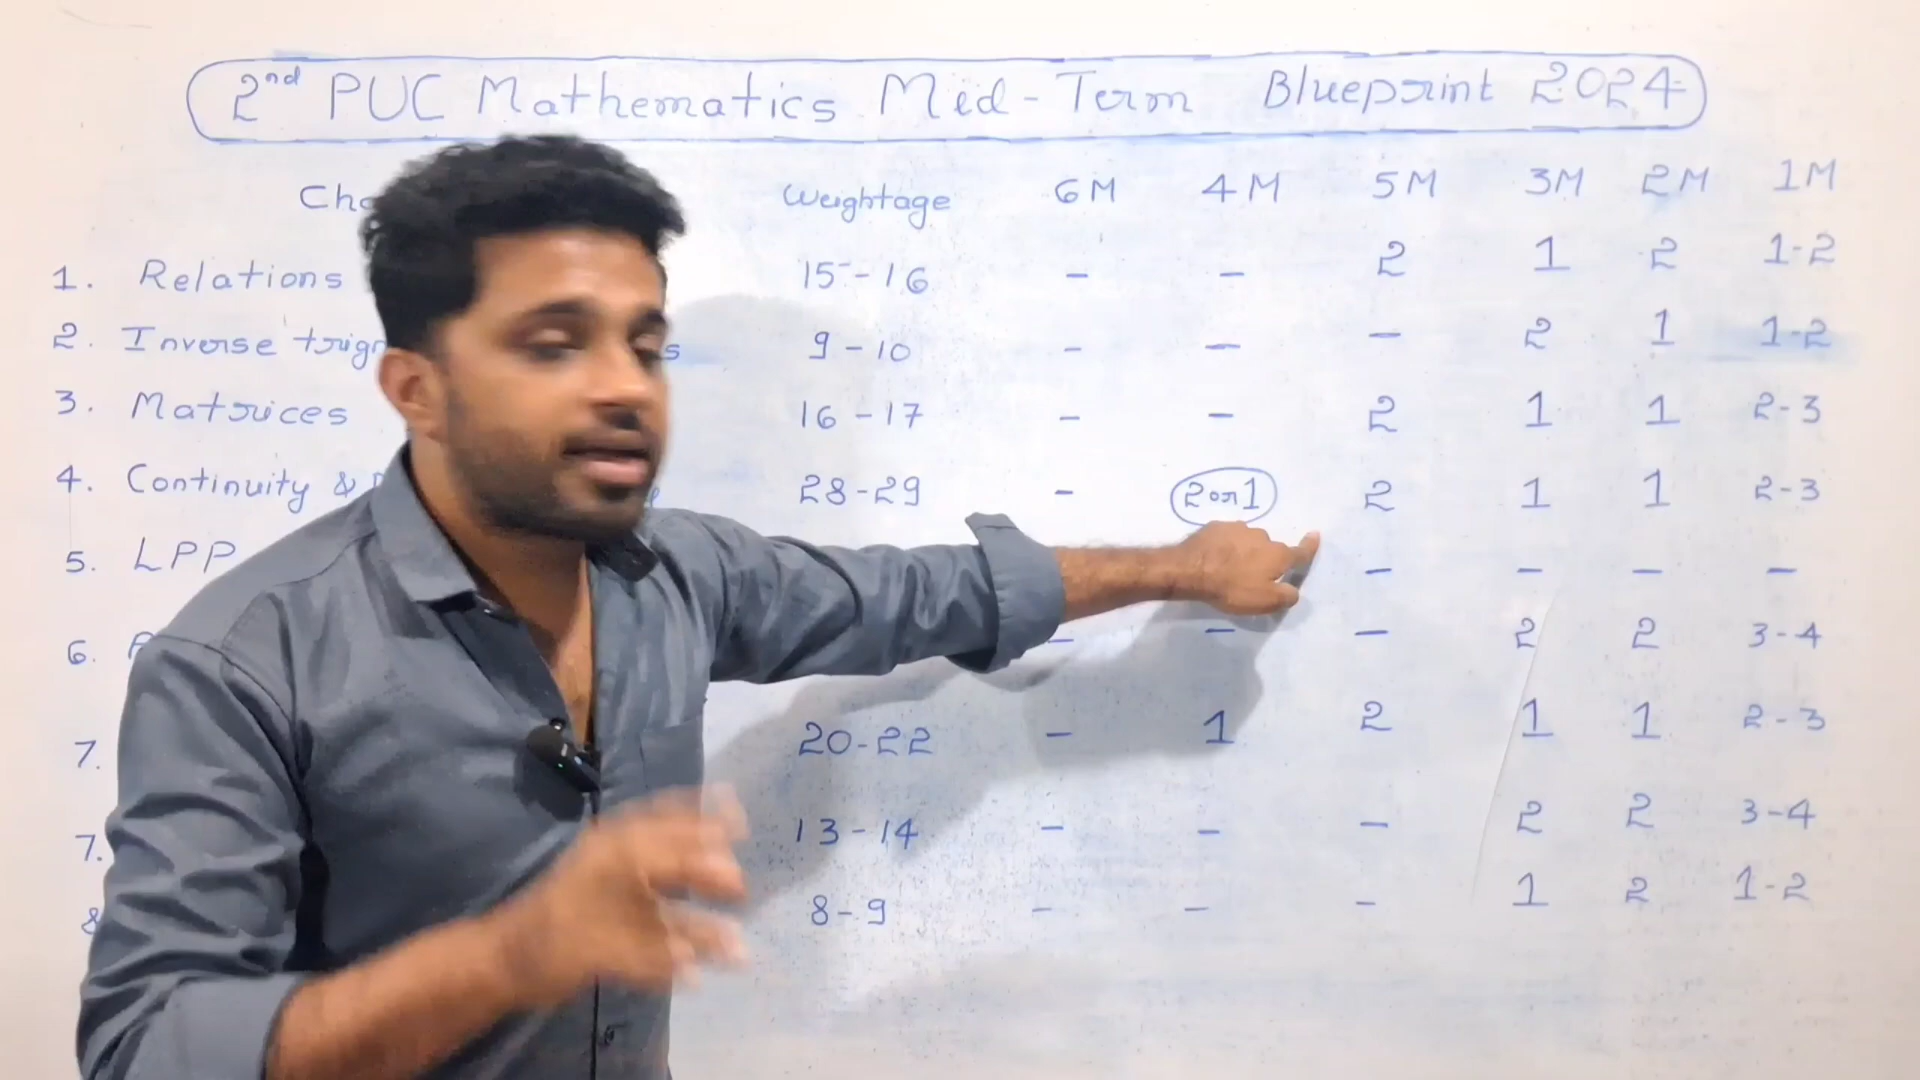 2nd PUC Mathematics Mid-Term Blueprint 2024
Weightage 6M 4M 5M 3M 2M 1M
1. Relations 15-16 - - 2 1 2 1-2
2. Inverse 9-10 - - - 2 1 1-2
3. Matrices 16-17 - - 2 1 1 2-3
4. Continuity & 28-29 - 2 or 1 2 1 1 2-3
5. LPP - - - -
6. - - - 2 2 3-4
7. 20-22 - 1 2 1 1 2-3
7. 13-14 - - - 2 2 3-4
8 8-9 - - - 1 2 1-2